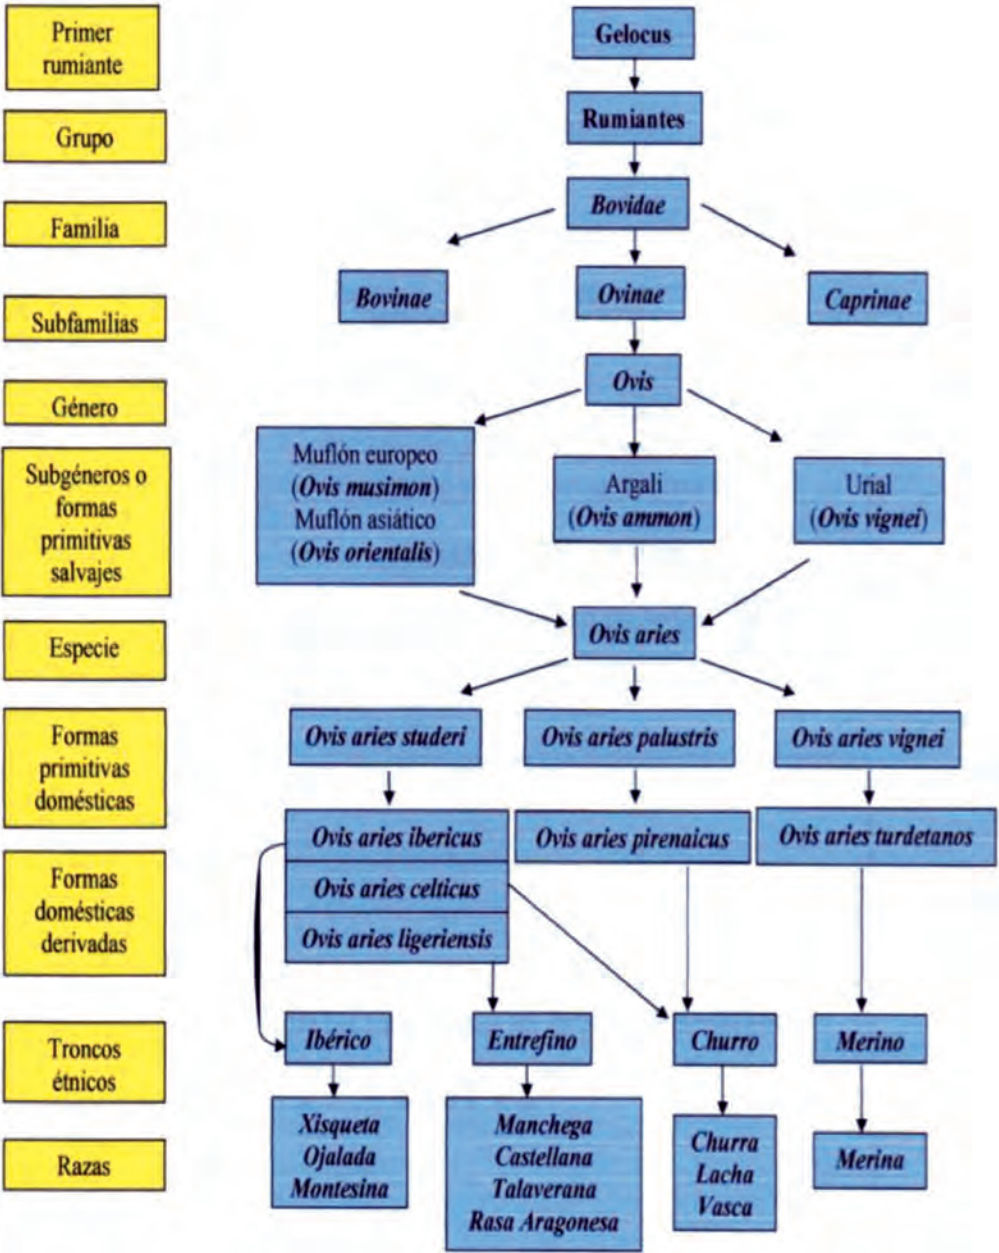 Primer
rumiante
Gelocus
Grupo
Rumiantes
Familia
Bovidae
Subfamilias
Bovinae
Ovinae
Caprinae
Género
Ovis
Subgéneros o
formas
primitivas
salvajes
Muflón europeo
(Ovis musimon)
Muflón asiático
(Ovis orientalis)
Argali
(Ovis ammon)
Urial
(Ovis vignei)
Especie
Ovis aries
Formas
primitivas
domésticas
Ovis aries studeri
Ovis aries palustris
Ovis aries vignei
Formas
domésticas
derivadas
Ovis aries ibericus
Ovis aries celticus
Ovis aries ligeriensis
Ovis aries pirenaicus
Ovis aries turdetanos
Troncos
étnicos
Ibérico
Entrefino
Churro
Merino
Razas
Xisqueta
Ojalada
Montesina
Manchega
Castellana
Talaverana
Rasa Aragonesa
Churra
Lacha
Vasca
Merina